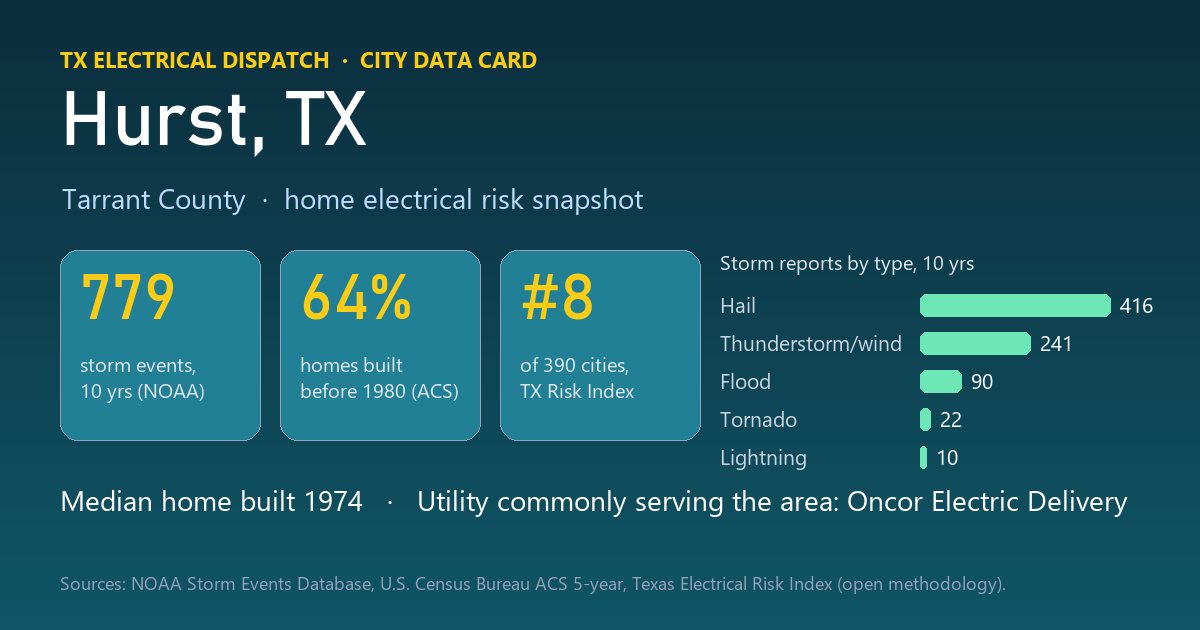 TX ELECTRICAL DISPATCH · CITY DATA CARD
Hurst, TX
Tarrant County · home electrical risk snapshot
779
storm events,
10 yrs (NOAA)
64%
homes built
before 1980 (ACS)
#8
of 390 cities,
TX Risk Index
Storm reports by type, 10 yrs
Hail 416
Thunderstorm/wind 241
Flood 90
Tornado 22
Lightning 10
Median home built 1974 · Utility commonly serving the area: Oncor Electric Delivery
Sources: NOAA Storm Events Database, U.S. Census Bureau ACS 5-year, Texas Electrical Risk Index (open methodology).